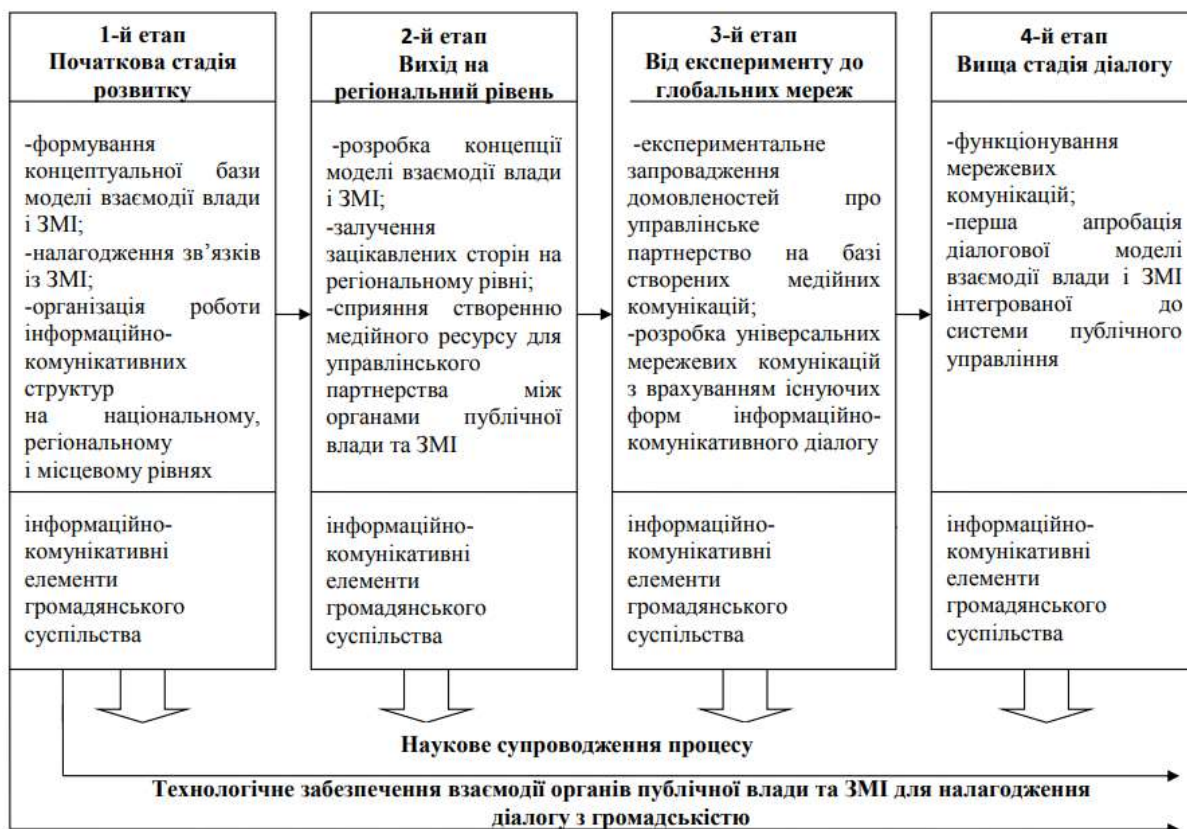 1-й етап
Початкова стадія
розвитку
-формування
концептуальної бази
моделі взаємодії влади
і ЗМІ;
-налагодження зв’язків
із ЗМІ;
-організація роботи
інформаційно-
комунікативних
структур
на національному,
регіональному
і місцевому рівнях
інформаційно-
комунікативні
елементи
громадянського
суспільства
2-й етап
Вихід на
регіональний рівень
-розробка концепції
моделі взаємодії влади
і ЗМІ;
-залучення
зацікавлених сторін на
регіональному рівні;
-сприяння створенню
медійного ресурсу для
управлінського
партнерства між
органами публічної
влади та ЗМІ
інформаційно-
комунікативні
елементи
громадянського
суспільства
3-й етап
Від експерименту до
глобальних мереж
-експериментальне
запровадження
домовленостей про
управлінське
партнерство на базі
створених медійних
комунікацій;
-розробка універсальних
мережевих комунікацій
з врахуванням існуючих
форм інформаційно-
комунікативного діалогу
інформаційно-
комунікативні
елементи
громадянського
суспільства
4-й етап
Вища стадія діалогу
-функціонування
мережевих
комунікацій;
-перша апробація
діалогової моделі
взаємодії влади і ЗМІ
інтегрованої до
системи публічного
управління
інформаційно-
комунікативні
елементи
громадянського
суспільства
Наукове супроводження процесу
Технологічне забезпечення взаємодії органів публічної влади та ЗМІ для налагодження
діалогу з громадськістю